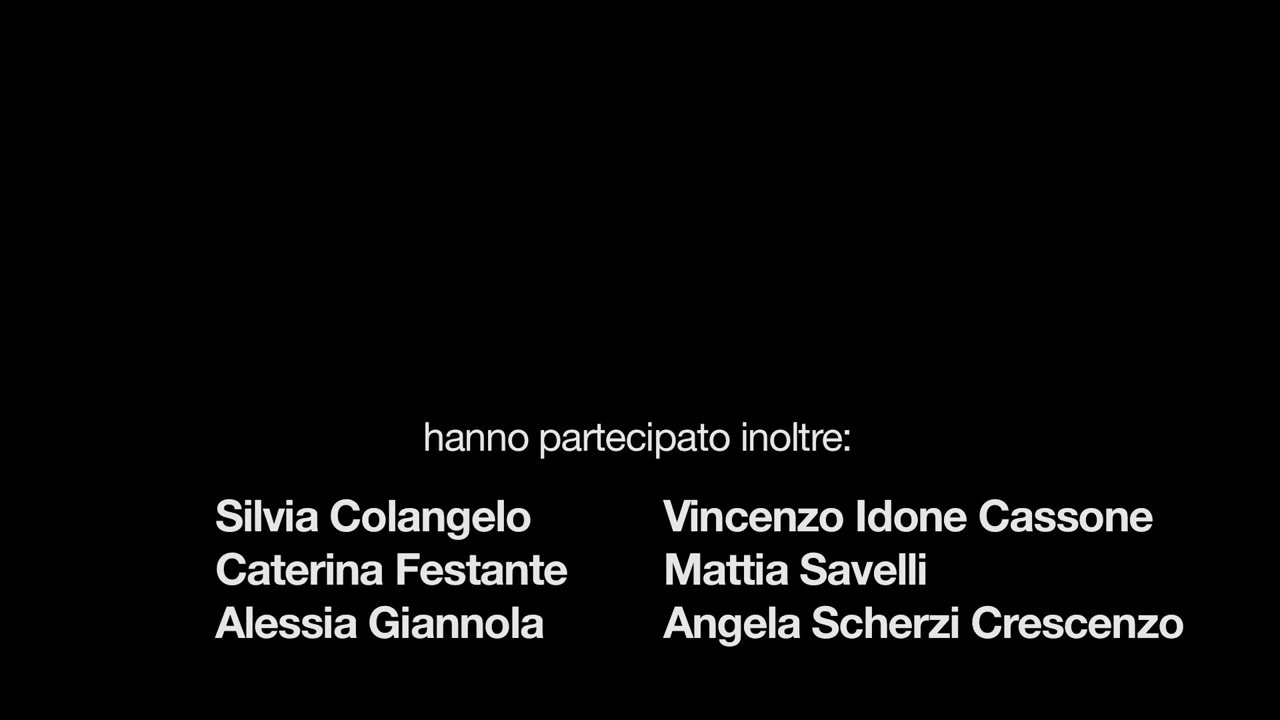 hanno partecipato inoltre:
Silvia Colangelo
Caterina Festante
Alessia Giannola
Vincenzo Idone Cassone
Mattia Savelli
Angela Scherzi Crescenzo